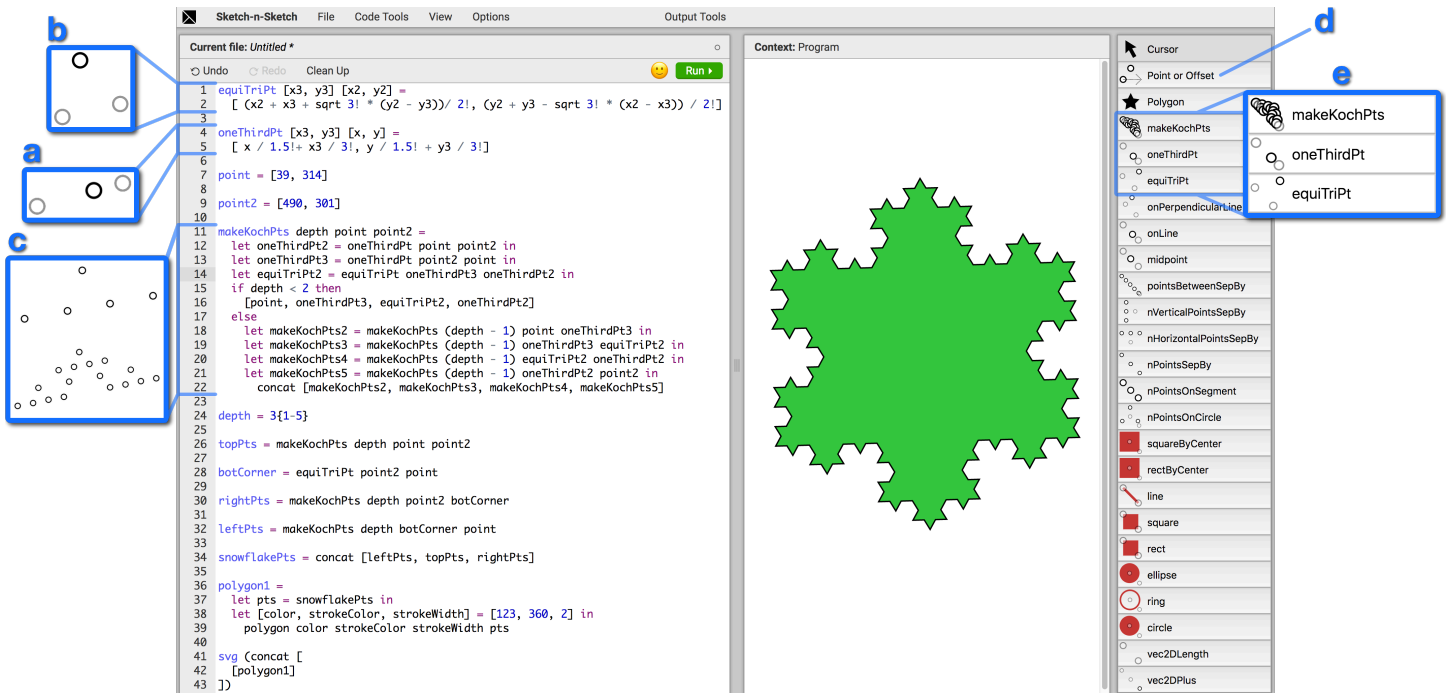 Sketch-n-Sketch File Code Tools View Options Output Tools
b
a
c
Current file: Untitled *
Undo Redo Clean Up Run
1 equiTriPt [x3, y3] [x2, y2] =
2 [ (x2 + x3 + sqrt 3! * (y2 - y3))/ 2!, (y2 + y3 - sqrt 3! * (x2 - x3)) / 2!]
3
4 oneThirdPt [x3, y3] [x, y] =
5 [ x / 1.5!+ x3 / 3!, y / 1.5! + y3 / 3!]
6
7 point = [39, 314]
8
9 point2 = [490, 301]
10
11 makeKochPts depth point point2 =
12 let oneThirdPt2 = oneThirdPt point point2 in
13 let oneThirdPt3 = oneThirdPt point2 point in
14 let equiTriPt2 = equiTriPt oneThirdPt3 oneThirdPt2 in
15 if depth < 2 then
16 [point, oneThirdPt3, equiTriPt2, oneThirdPt2]
17 else
18 let makeKochPts2 = makeKochPts (depth - 1) point oneThirdPt3 in
19 let makeKochPts3 = makeKochPts (depth - 1) oneThirdPt3 equiTriPt2 in
20 let makeKochPts4 = makeKochPts (depth - 1) equiTriPt2 oneThirdPt2 in
21 let makeKochPts5 = makeKochPts (depth - 1) oneThirdPt2 point2 in
22 concat [makeKochPts2, makeKochPts3, makeKochPts4, makeKochPts5]
23
24 depth = 3{1-5}
25
26 topPts = makeKochPts depth point point2
27
28 botCorner = equiTriPt point2 point
29
30 rightPts = makeKochPts depth point2 botCorner
31
32 leftPts = makeKochPts depth botCorner point
33
34 snowflakePts = concat [leftPts, topPts, rightPts]
35
36 polygon1 =
37 let pts = snowflakePts in
38 let [color, strokeColor, strokeWidth] = [123, 360, 2] in
39 polygon color strokeColor strokeWidth pts
40
41 svg (concat [
42 [polygon1]
43 ])
Context: Program
Cursor
Point or Offset
Polygon
makeKochPts
oneThirdPt
equiTriPt
onPerpendicularLine
onLine
midpoint
pointsBetweenSepBy
nVerticalPointsSepBy
nHorizontalPointsSepBy
nPointsSepBy
nPointsOnSegment
nPointsOnCircle
squareByCenter
rectByCenter
line
square
rect
ellipse
ring
circle
vec2DLength
vec2DPlus
d
e
makeKochPts
oneThirdPt
equiTriPt